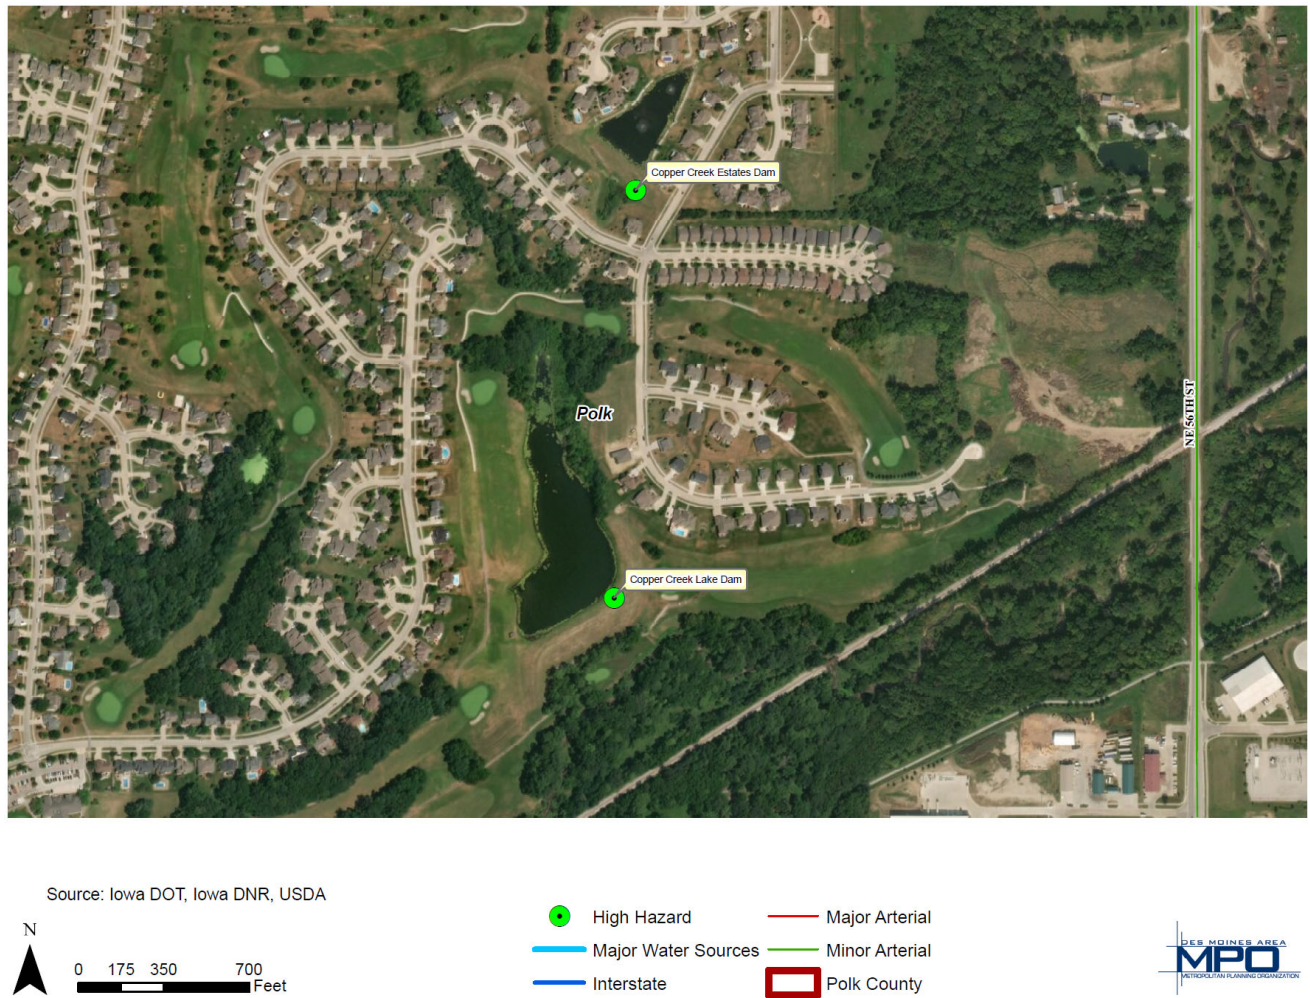 Copper Creek Estates Dam
NE 56TH ST
Polk
Copper Creek Lake Dam
Source: Iowa DOT, Iowa DNR, USDA
N
0 175 350 700
Feet
High Hazard
Major Water Sources
Interstate
Major Arterial
Minor Arterial
Polk County
DES MOINES AREA
MPO
METROPOLITAN PLANNING ORGANIZATION